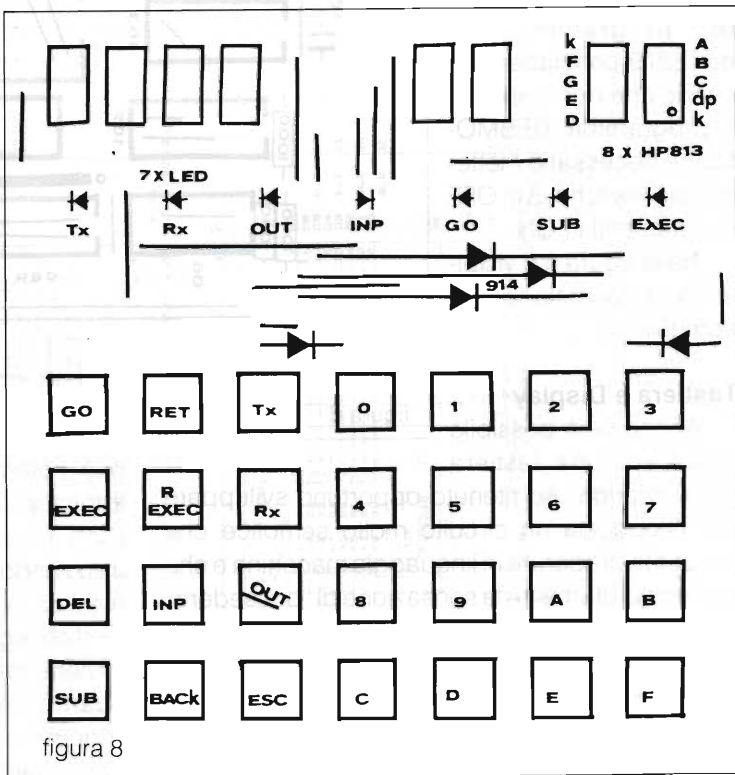 k A
F B
G C
E dp
D k
8 X HP813
7 X LED
Tx Rx OUT INP GO SUB EXEC
914
GO RET Tx 0 1 2 3
EXEC R EXEC Rx 4 5 6 7
DEL INP OUT 8 9 A B
SUB BACk ESC C D E F
figura 8